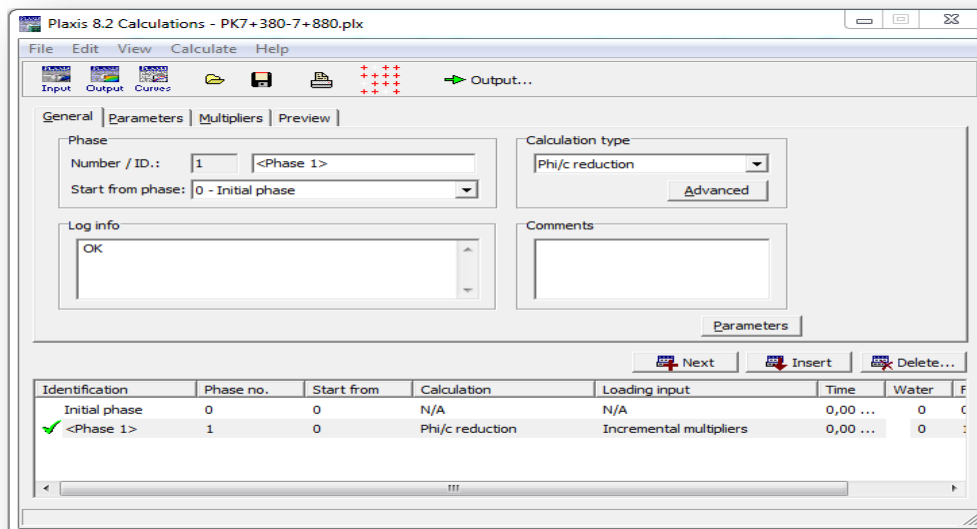 Plaxis 8.2 Calculations - PK7+380-7+880.plx
File Edit View Calculate Help
Input Output Curves Output...
General Parameters Multipliers Preview
Phase
Number / ID.: 1 <Phase 1>
Start from phase: 0 - Initial phase
Calculation type
Phi/c reduction
Advanced
Log info
OK
Comments
Parameters
Next Insert Delete...
Identification Phase no. Start from Calculation Loading input Time Water F
Initial phase 0 0 N/A N/A 0,00 ... 0
<Phase 1> 1 0 Phi/c reduction Incremental multipliers 0,00 ... 0